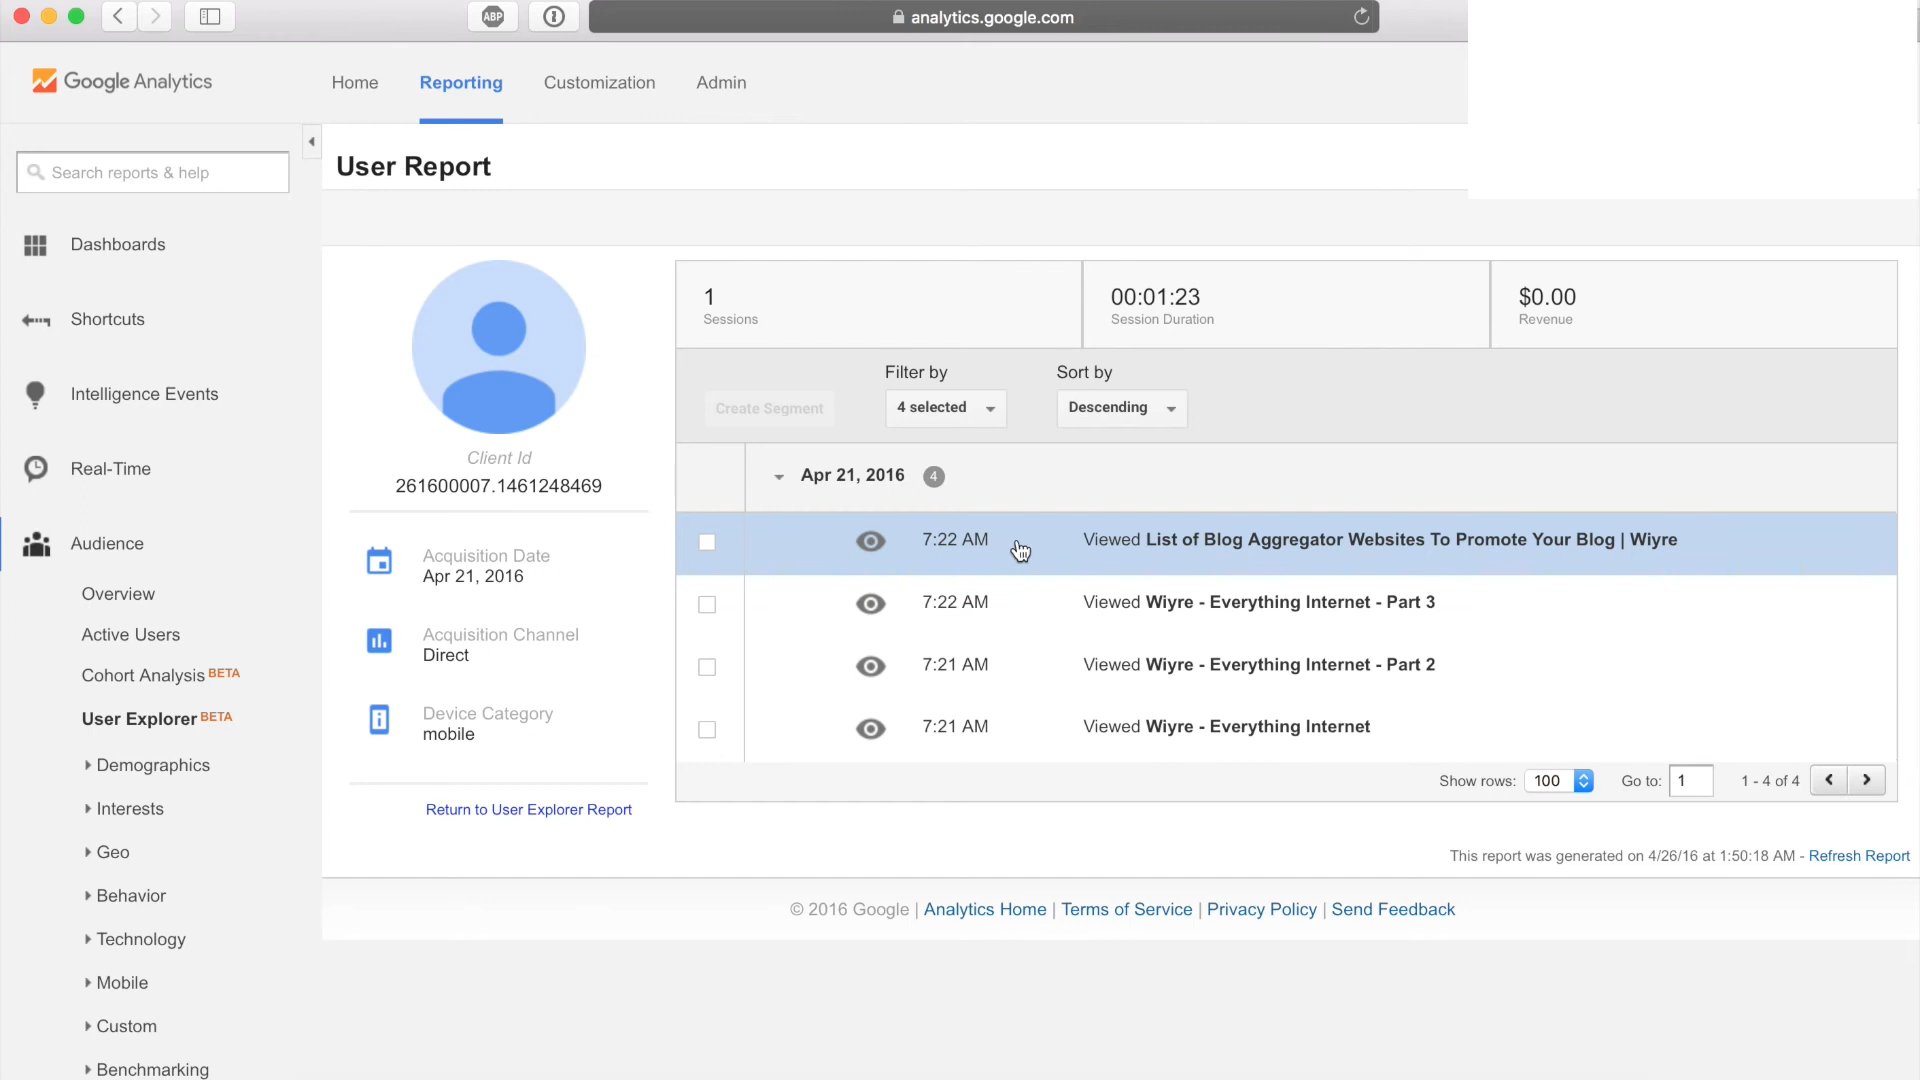 ABP
analytics.google.com
Google Analytics
Home
Reporting
Customization
Admin
Search reports & help
User Report
Dashboards
Shortcuts
Intelligence Events
Real-Time
Audience
Overview
Active Users
Cohort Analysis BETA
User Explorer BETA
Demographics
Interests
Geo
Behavior
Technology
Mobile
Custom
Benchmarking
Client Id
261600007.1461248469
Acquisition Date
Apr 21, 2016
Acquisition Channel
Direct
Device Category
mobile
Return to User Explorer Report
1
Sessions
00:01:23
Session Duration
$0.00
Revenue
Create Segment
Filter by
4 selected
Sort by
Descending
Apr 21, 2016 4
7:22 AM Viewed List of Blog Aggregator Websites To Promote Your Blog | Wiyre
7:22 AM Viewed Wiyre - Everything Internet - Part 3
7:21 AM Viewed Wiyre - Everything Internet - Part 2
7:21 AM Viewed Wiyre - Everything Internet
Show rows: 100 Go to: 1 1 - 4 of 4
This report was generated on 4/26/16 at 1:50:18 AM - Refresh Report
© 2016 Google | Analytics Home | Terms of Service | Privacy Policy | Send Feedback